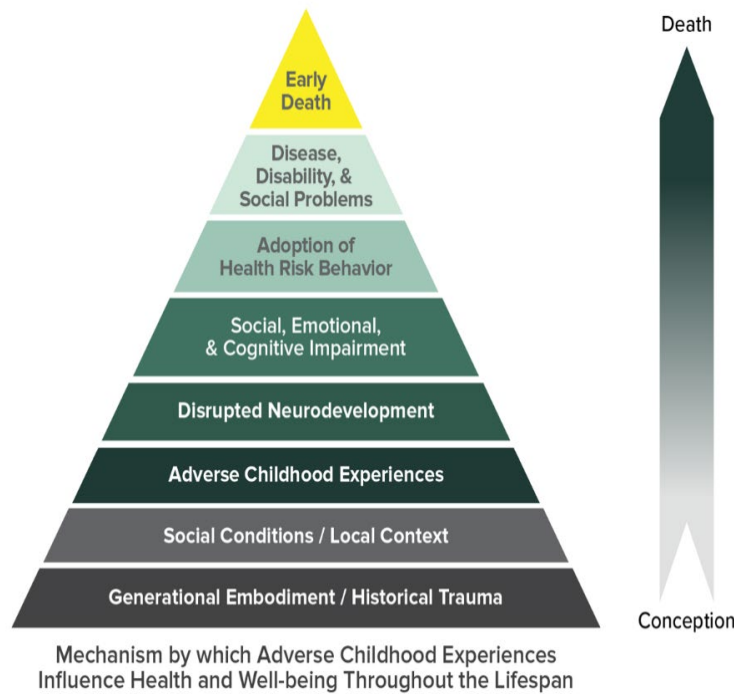 Death
Early
Death
Disease,
Disability, &
Social Problems
Adoption of
Health Risk Behavior
Social, Emotional,
& Cognitive Impairment
Disrupted Neurodevelopment
Adverse Childhood Experiences
Social Conditions / Local Context
Generational Embodiment / Historical Trauma
Conception
Mechanism by which Adverse Childhood Experiences
Influence Health and Well-being Throughout the Lifespan